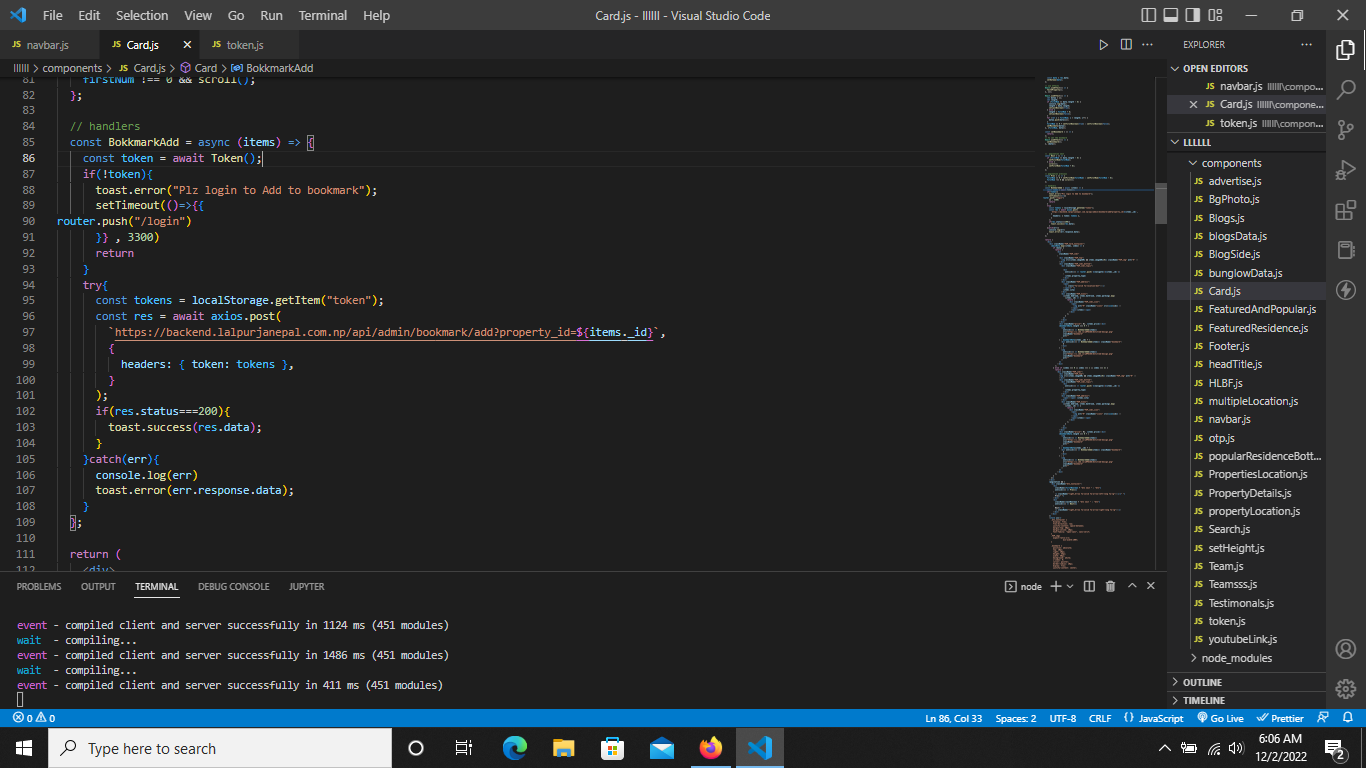 File Edit Selection View Go Run Terminal Help
Card.js - llllll - Visual Studio Code
JS navbar.js JS Card.js × JS token.js
llllll > components > JS Card.js > Card > BokkmarkAdd
81 firstNum !== 0 && scroll();
82 };
83
84 // handlers
85 const BokkmarkAdd = async (items) => {
86 const token = await Token();
87 if(!token){
88 toast.error("Plz login to Add to bookmark");
89 setTimeout(()=>{{
90 router.push("/login")
91 }} , 3300)
92 return
93 }
94 try{
95 const tokens = localStorage.getItem("token");
96 const res = await axios.post(
97 `https://backend.lalpurjanepal.com.np/api/admin/bookmark/add?property_id=${items._id}`,
98 {
99 headers: { token: tokens },
100 }
101 );
102 if(res.status===200){
103 toast.success(res.data);
104 }
105 }catch(err){
106 console.log(err)
107 toast.error(err.response.data);
108 }
109 };
110
111 return (
112 <div>
EXPLORER
OPEN EDITORS
JS navbar.js llllll\compo...
JS Card.js llllll\compone...
JS token.js llllll\compon...
LLLLLL
components
JS advertise.js
JS BgPhoto.js
JS Blogs.js
JS blogsData.js
JS BlogSide.js
JS bunglowData.js
JS Card.js
JS FeaturedAndPopular.js
JS FeaturedResidence.js
JS Footer.js
JS headTitle.js
JS HLBF.js
JS multipleLocation.js
JS navbar.js
JS otp.js
JS popularResidenceBott...
JS PropertiesLocation.js
JS PropertyDetails.js
JS propertyLocation.js
JS Search.js
JS setHeight.js
JS Team.js
JS Teamsss.js
JS Testimonals.js
JS token.js
JS youtubeLink.js
node_modules
OUTLINE
TIMELINE
PROBLEMS OUTPUT TERMINAL DEBUG CONSOLE JUPYTER
node
event - compiled client and server successfully in 1124 ms (451 modules)
wait - compiling...
event - compiled client and server successfully in 1486 ms (451 modules)
wait - compiling...
event - compiled client and server successfully in 411 ms (451 modules)
0 0
Ln 86, Col 33 Spaces: 2 UTF-8 CRLF {} JavaScript Go Live Prettier
Type here to search
6:06 AM
12/2/2022
2